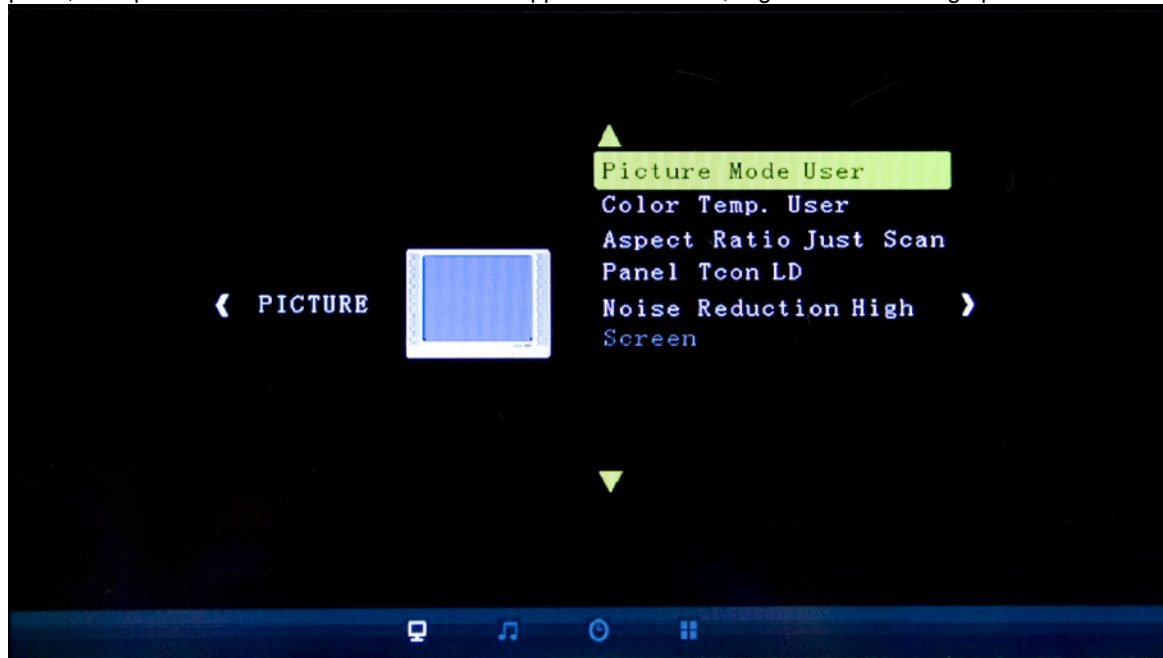 PICTURE
Picture Mode User
Color Temp. User
Aspect Ratio Just Scan
Panel Tcon LD
Noise Reduction High
Screen